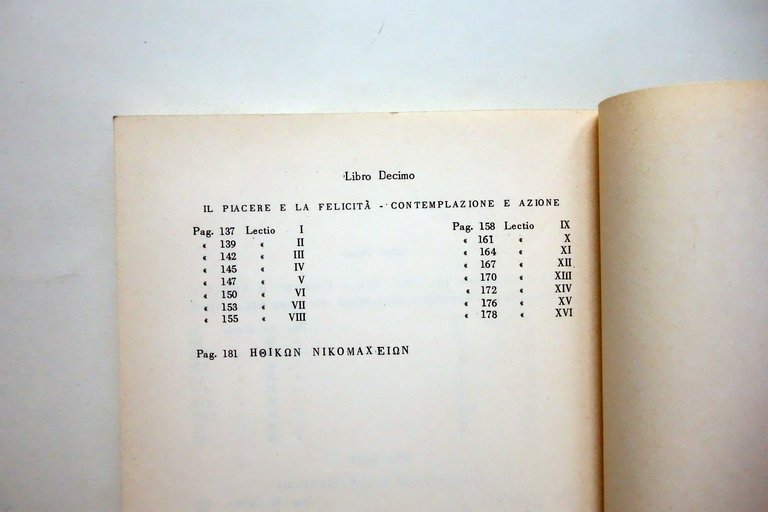 Libro Decimo
IL PIACERE E LA FELICITÀ - CONTEMPLAZIONE E AZIONE
Pag. 137 Lectio I
« 139 « II
« 142 « III
« 145 « IV
« 147 « V
« 150 « VI
« 153 « VII
« 155 « VIII
Pag. 158 Lectio IX
« 161 « X
« 164 « XI
« 167 « XII
« 170 « XIII
« 172 « XIV
« 176 « XV
« 178 « XVI
Pag. 181 ΗΘΙΚΩΝ ΝΙΚΟΜΑΧΕΙΩΝ